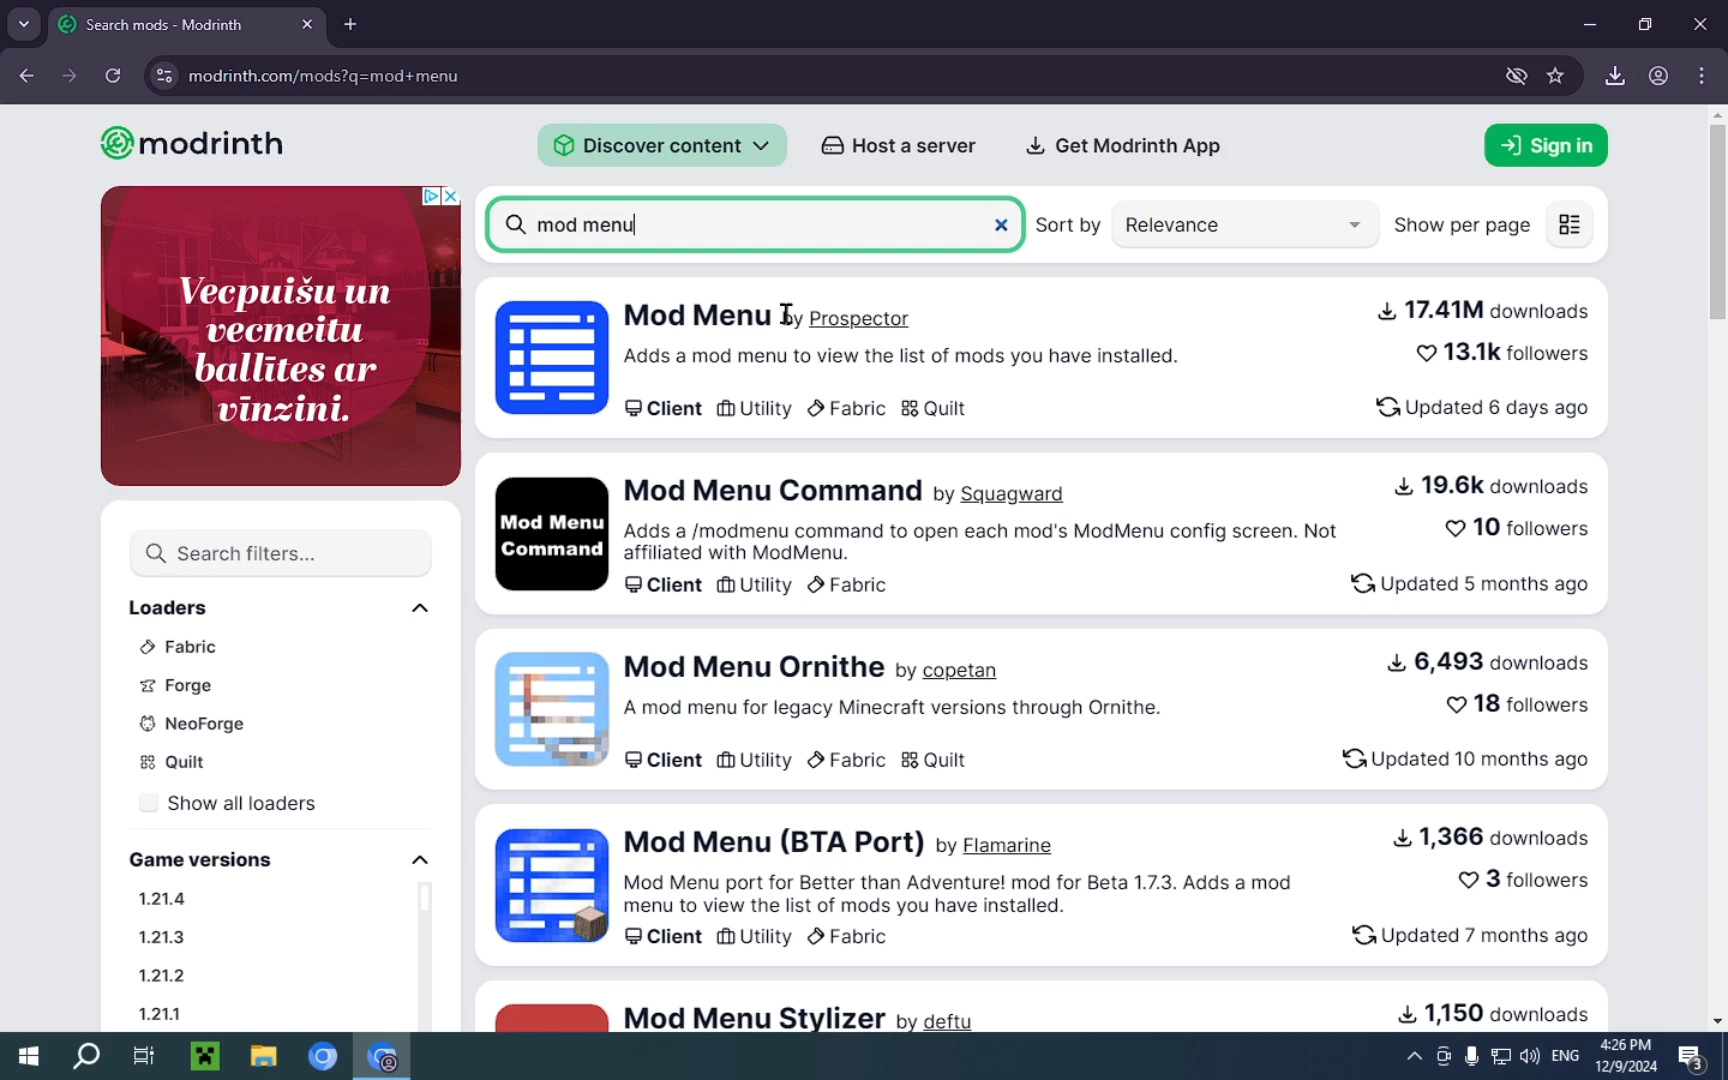 Search mods - Modrinth
modrinth.com/mods?q=mod+menu
modrinth
Discover content
Host a server
Get Modrinth App
Sign in
Vecpuišu un
vecmeitu
ballītes ar
vīnzini.
mod menu
Sort by
Relevance
Show per page
Mod Menu by Prospector
17.41M downloads
Adds a mod menu to view the list of mods you have installed.
13.1k followers
Client Utility Fabric Quilt
Updated 6 days ago
Mod Menu
Command
Mod Menu Command by Squagward
19.6k downloads
Adds a /modmenu command to open each mod's ModMenu config screen. Not
affiliated with ModMenu.
10 followers
Client Utility Fabric
Updated 5 months ago
Mod Menu Ornithe by copetan
6,493 downloads
A mod menu for legacy Minecraft versions through Ornithe.
18 followers
Client Utility Fabric Quilt
Updated 10 months ago
Mod Menu (BTA Port) by Flamarine
1,366 downloads
Mod Menu port for Better than Adventure! mod for Beta 1.7.3. Adds a mod
menu to view the list of mods you have installed.
3 followers
Client Utility Fabric
Updated 7 months ago
Mod Menu Stylizer by deftu
1,150 downloads
Search filters...
Loaders
Fabric
Forge
NeoForge
Quilt
Show all loaders
Game versions
1.21.4
1.21.3
1.21.2
1.21.1
ENG
4:26 PM
12/9/2024
3